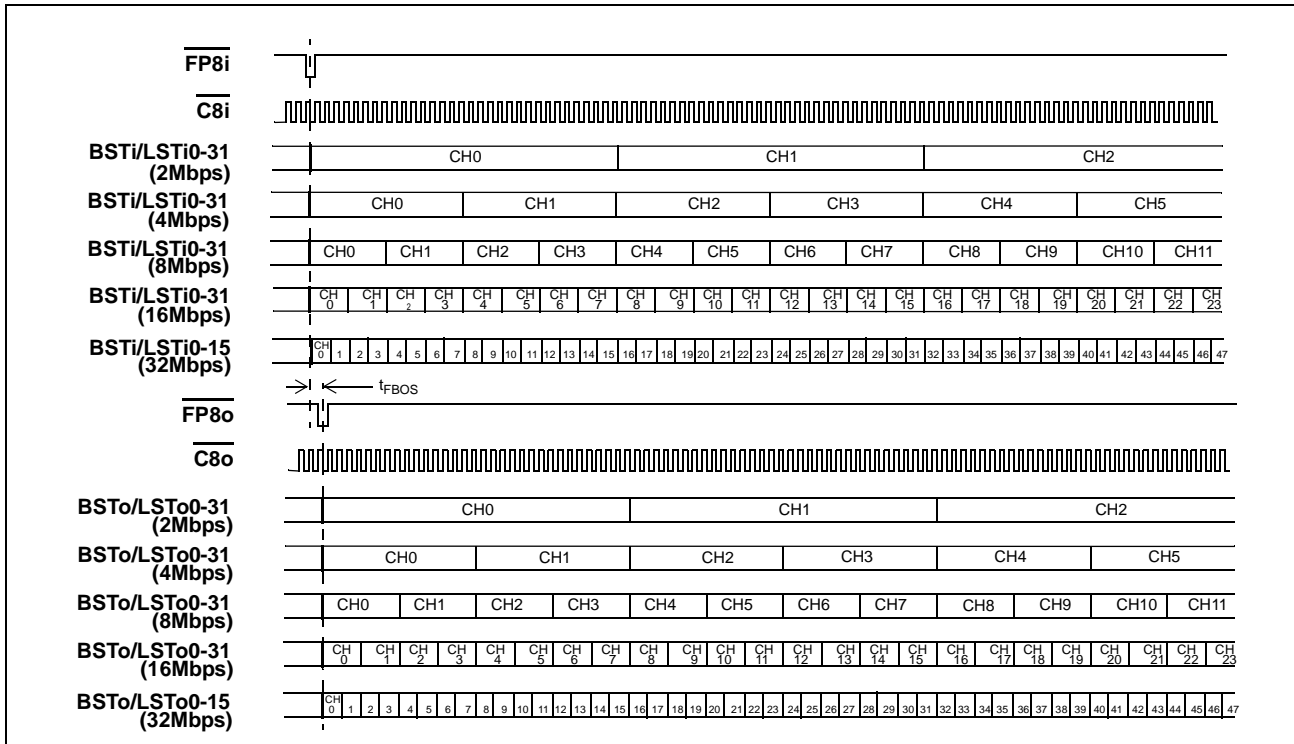 FP8i
C8i
BSTi/LSTi0-31
(2Mbps)
CH0 CH1 CH2
BSTi/LSTi0-31
(4Mbps)
CH0 CH1 CH2 CH3 CH4 CH5
BSTi/LSTi0-31
(8Mbps)
CH0 CH1 CH2 CH3 CH4 CH5 CH6 CH7 CH8 CH9 CH10 CH11
BSTi/LSTi0-31
(16Mbps)
CH CH CH CH CH CH CH CH CH CH CH CH CH CH CH CH CH CH CH CH CH CH CH CH
0 1 2 3 4 5 6 7 8 9 10 11 12 13 14 15 16 17 18 19 20 21 22 23
BSTi/LSTi0-15
(32Mbps)
CH
0 1 2 3 4 5 6 7 8 9 10 11 12 13 14 15 16 17 18 19 20 21 22 23 24 25 26 27 28 29 30 31 32 33 34 35 36 37 38 39 40 41 42 43 44 45 46 47
tFBOS
FP8o
C8o
BSTo/LSTo0-31
(2Mbps)
CH0 CH1 CH2
BSTo/LSTo0-31
(4Mbps)
CH0 CH1 CH2 CH3 CH4 CH5
BSTo/LSTo0-31
(8Mbps)
CH0 CH1 CH2 CH3 CH4 CH5 CH6 CH7 CH8 CH9 CH10 CH11
BSTo/LSTo0-31
(16Mbps)
CH CH CH CH CH CH CH CH CH CH CH CH CH CH CH CH CH CH CH CH CH CH CH CH
0 1 2 3 4 5 6 7 8 9 10 11 12 13 14 15 16 17 18 19 20 21 22 23
BSTo/LSTo0-15
(32Mbps)
CH
0 1 2 3 4 5 6 7 8 9 10 11 12 13 14 15 16 17 18 19 20 21 22 23 24 25 26 27 28 29 30 31 32 33 34 35 36 37 38 39 40 41 42 43 44 45 46 47